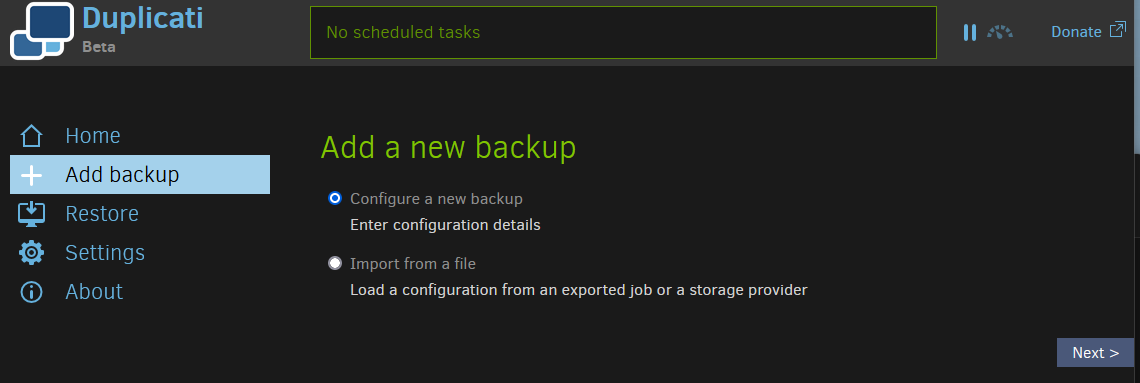 Duplicati
Beta
No scheduled tasks
Donate
Home
Add backup
Restore
Settings
About
Add a new backup
Configure a new backup
Enter configuration details
Import from a file
Load a configuration from an exported job or a storage provider
Next >